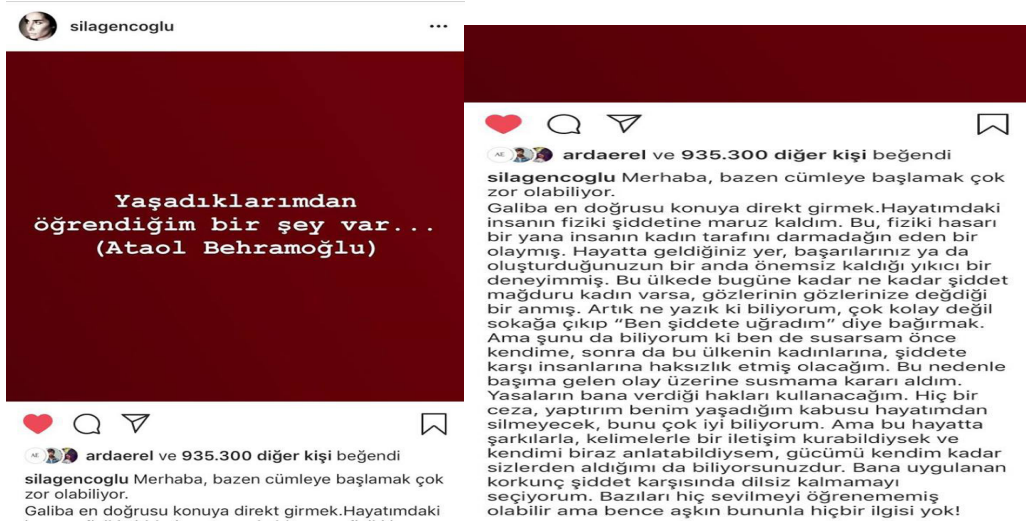 silagencoglu
Yaşadıklarımdan
öğrendiğim bir şey var...
(Ataol Behramoğlu)
AE
ardaerel ve 935.300 diğer kişi beğendi
silagencoglu Merhaba, bazen cümleye başlamak çok
zor olabiliyor.
Galiba en doğrusu konuya direkt girmek.Hayatımdaki
AE
ardaerel ve 935.300 diğer kişi beğendi
silagencoglu Merhaba, bazen cümleye başlamak çok
zor olabiliyor.
Galiba en doğrusu konuya direkt girmek.Hayatımdaki
insanın fiziki şiddetine maruz kaldım. Bu, fiziki hasarı
bir yana insanın kadın tarafını darmadağın eden bir
olaymış. Hayatta geldiğiniz yer, başarılarınız ya da
oluşturduğunuzun bir anda önemsiz kaldığı yıkıcı bir
deneyimmiş. Bu ülkede bugüne kadar ne kadar şiddet
mağduru kadın varsa, gözlerinin gözlerinize değdiği
bir anmış. Artık ne yazık ki biliyorum, çok kolay değil
sokağa çıkıp “Ben şiddete uğradım” diye bağırmak.
Ama şunu da biliyorum ki ben de susarsam önce
kendime, sonra da bu ülkenin kadınlarına, şiddete
karşı insanlarına haksızlık etmiş olacağım. Bu nedenle
başıma gelen olay üzerine susmama kararı aldım.
Yasaların bana verdiği hakları kullanacağım. Hiç bir
ceza, yaptırım benim yaşadığım kabusu hayatımdan
silmeyecek, bunu çok iyi biliyorum. Ama bu hayatta
şarkılarla, kelimelerle bir iletişim kurabildiysek ve
kendimi biraz anlatabildiysem, gücümü kendim kadar
sizlerden aldığımı da biliyorsunuzdur. Bana uygulanan
korkunç şiddet karşısında dilsiz kalmamayı
seçiyorum. Bazıları hiç sevilmeyi öğrenememiş
olabilir ama bence aşkın bununla hiçbir ilgisi yok!